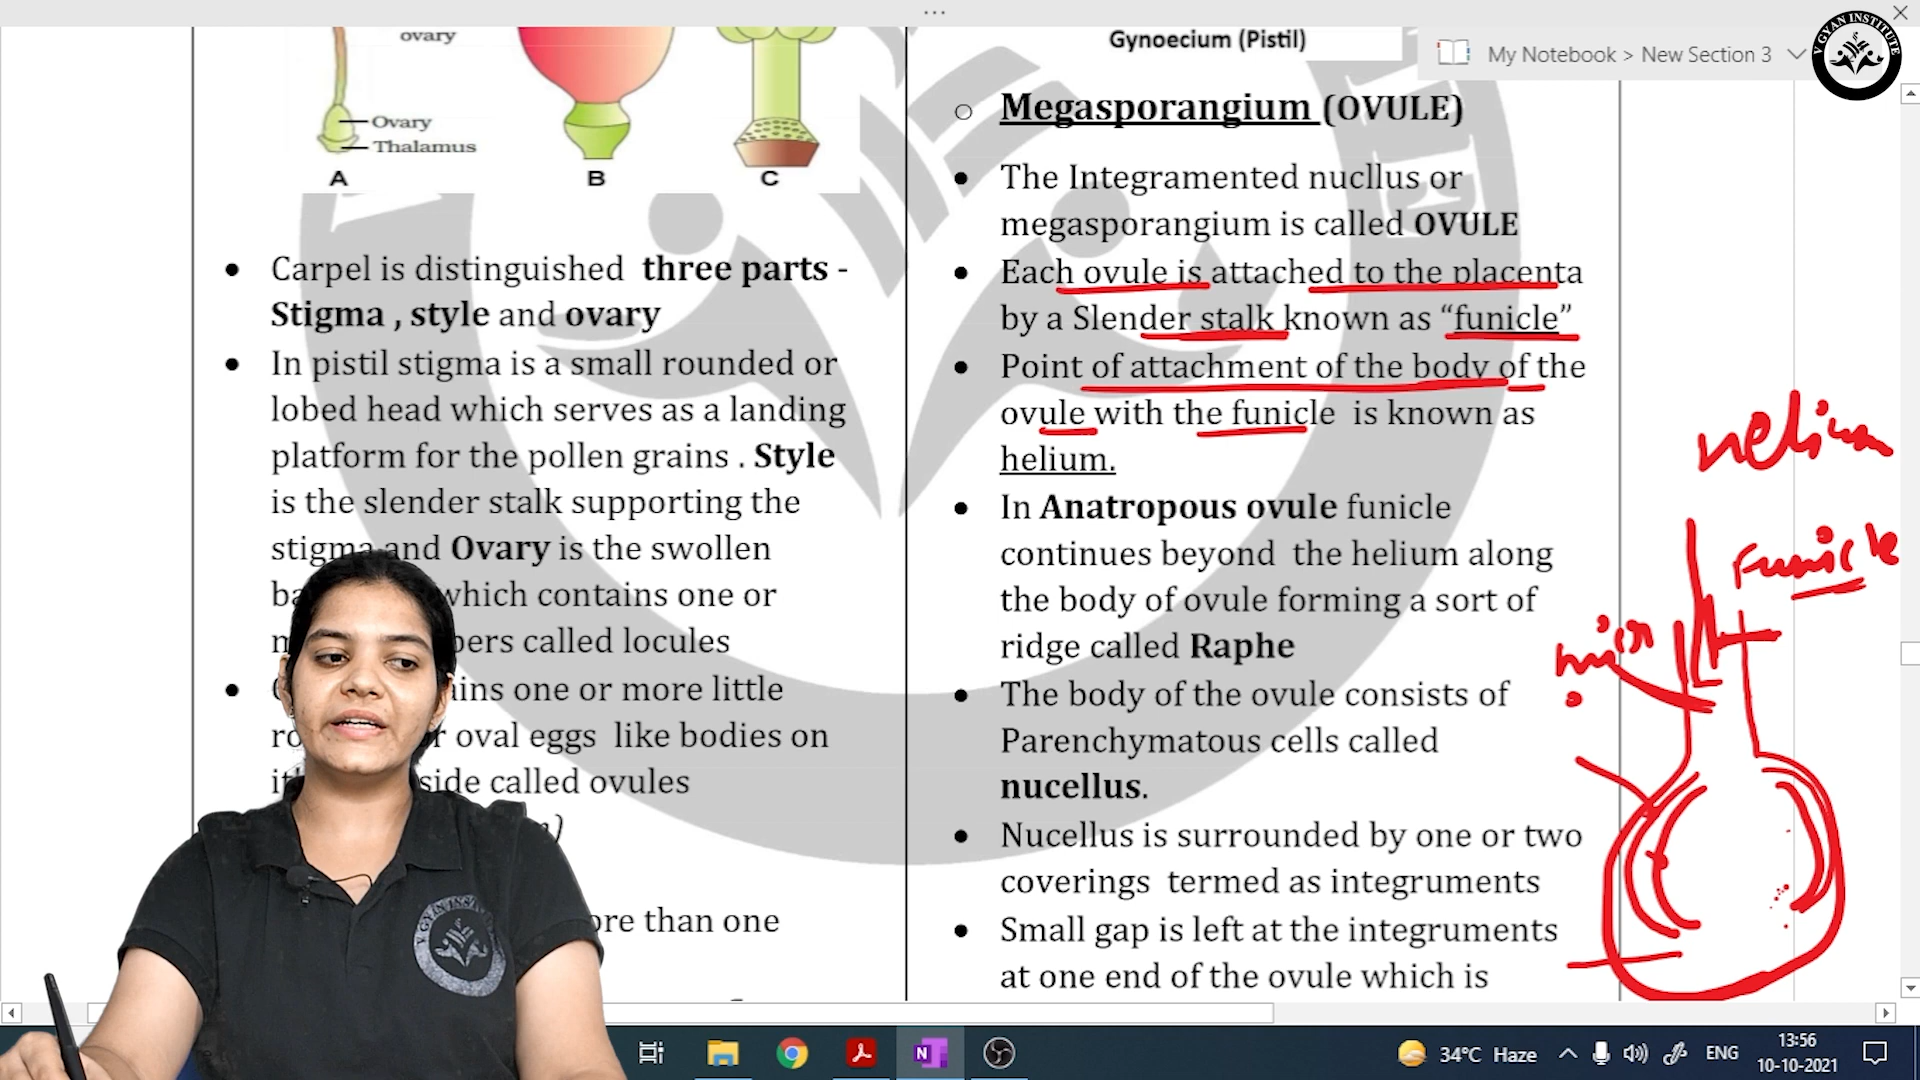 ovary
Ovary
Thalamus
A
B
C
Carpel is distinguished three parts -
Stigma , style and ovary
In pistil stigma is a small rounded or
lobed head which serves as a landing
platform for the pollen grains . Style
is the slender stalk supporting the
stigma and Ovary is the swollen
which contains one or
called locules
one or more little
oval eggs like bodies on
called ovules
more than one
Gynoecium (Pistil)
My Notebook > New Section 3
V GYAN INSTITUTE
Megasporangium (OVULE)
The Integramented nucllus or
megasporangium is called OVULE
Each ovule is attached to the placenta
by a Slender stalk known as “funicle”
Point of attachment of the body of the
ovule with the funicle is known as
helium.
In Anatropous ovule funicle
continues beyond the helium along
the body of ovule forming a sort of
ridge called Raphe
The body of the ovule consists of
Parenchymatous cells called
nucellus.
Nucellus is surrounded by one or two
coverings termed as integruments
Small gap is left at the integruments
at one end of the ovule which is
helium
Funicle
V GYAN INSTITUTE
34°C Haze
ENG
13:56
10-10-2021